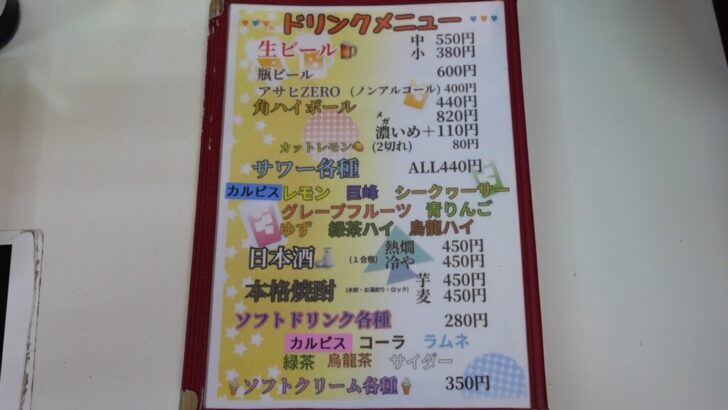 ドリンクメニュー
生ビール 中 550円
小 380円
瓶ビール 600円
アサヒZERO (ノンアルコール) 400円
角ハイボール 440円
メガ 820円
濃いめ+110円
カットレモン (2切れ) 80円
サワー各種 ALL440円
カルピス レモン 巨峰 シークヮーサー
グレープフルーツ 青りんご
ゆず 緑茶ハイ 烏龍ハイ
日本酒 (1合瓶) 熱燗 450円
冷や 450円
本格焼酎 (水割・お湯割り・ロック) 芋 450円
麦 450円
ソフトドリンク各種 280円
カルピス コーラ ラムネ
緑茶 烏龍茶 サイダー
ソフトクリーム各種 350円